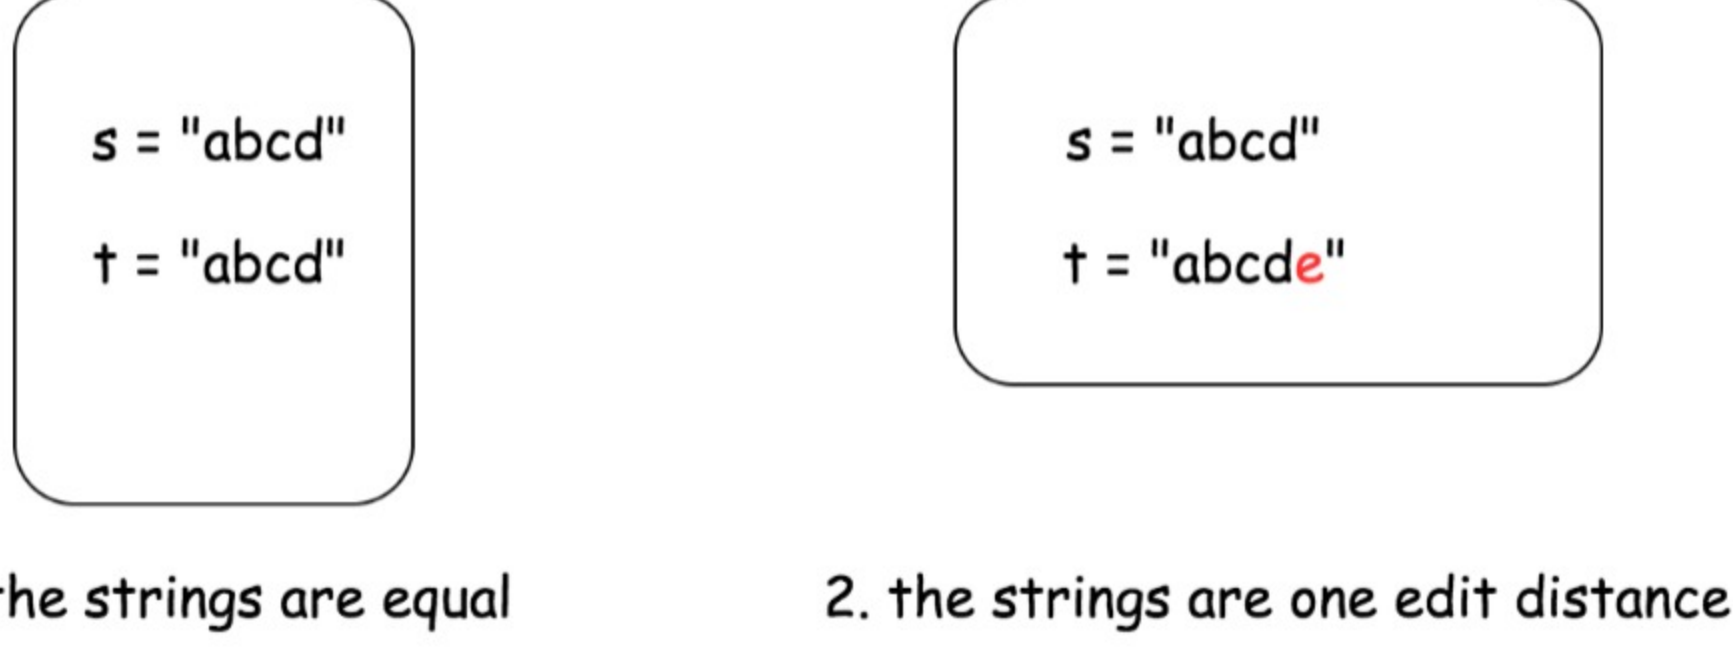 s = "abcd"
t = "abcd"
he strings are equal
s = "abcd"
t = "abcde"
2. the strings are one edit distance